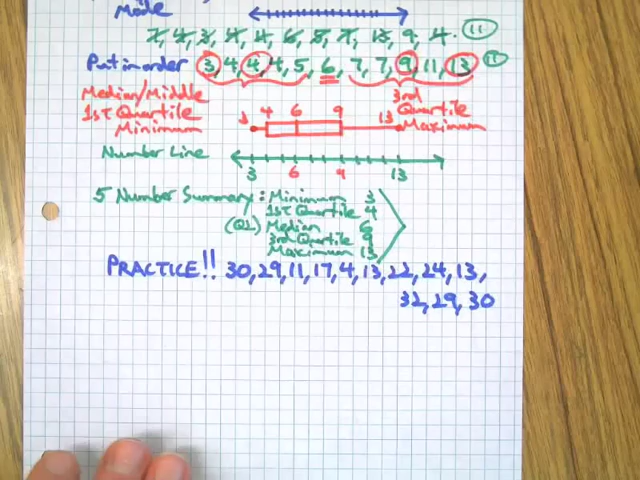 Mode
7, 4, 3, 4, 11, 6, 5, 7, 13, 9, 4. 11
Put in order 3, 4, 4, 4, 5, 6, 7, 7, 9, 11, 13 11
Median/Middle 3rd
1st Quartile 3 4 6 9 Quartile
Minimum 13 Maximum
Number Line 3 6 9 13
5 Number Summary: Minimum 3
1st Quartile 4
(Q2) Median 6
3rd Quartile 9
Maximum 13
PRACTICE!! 30, 29, 11, 17, 4, 13, 22, 24, 13,
32, 29, 30